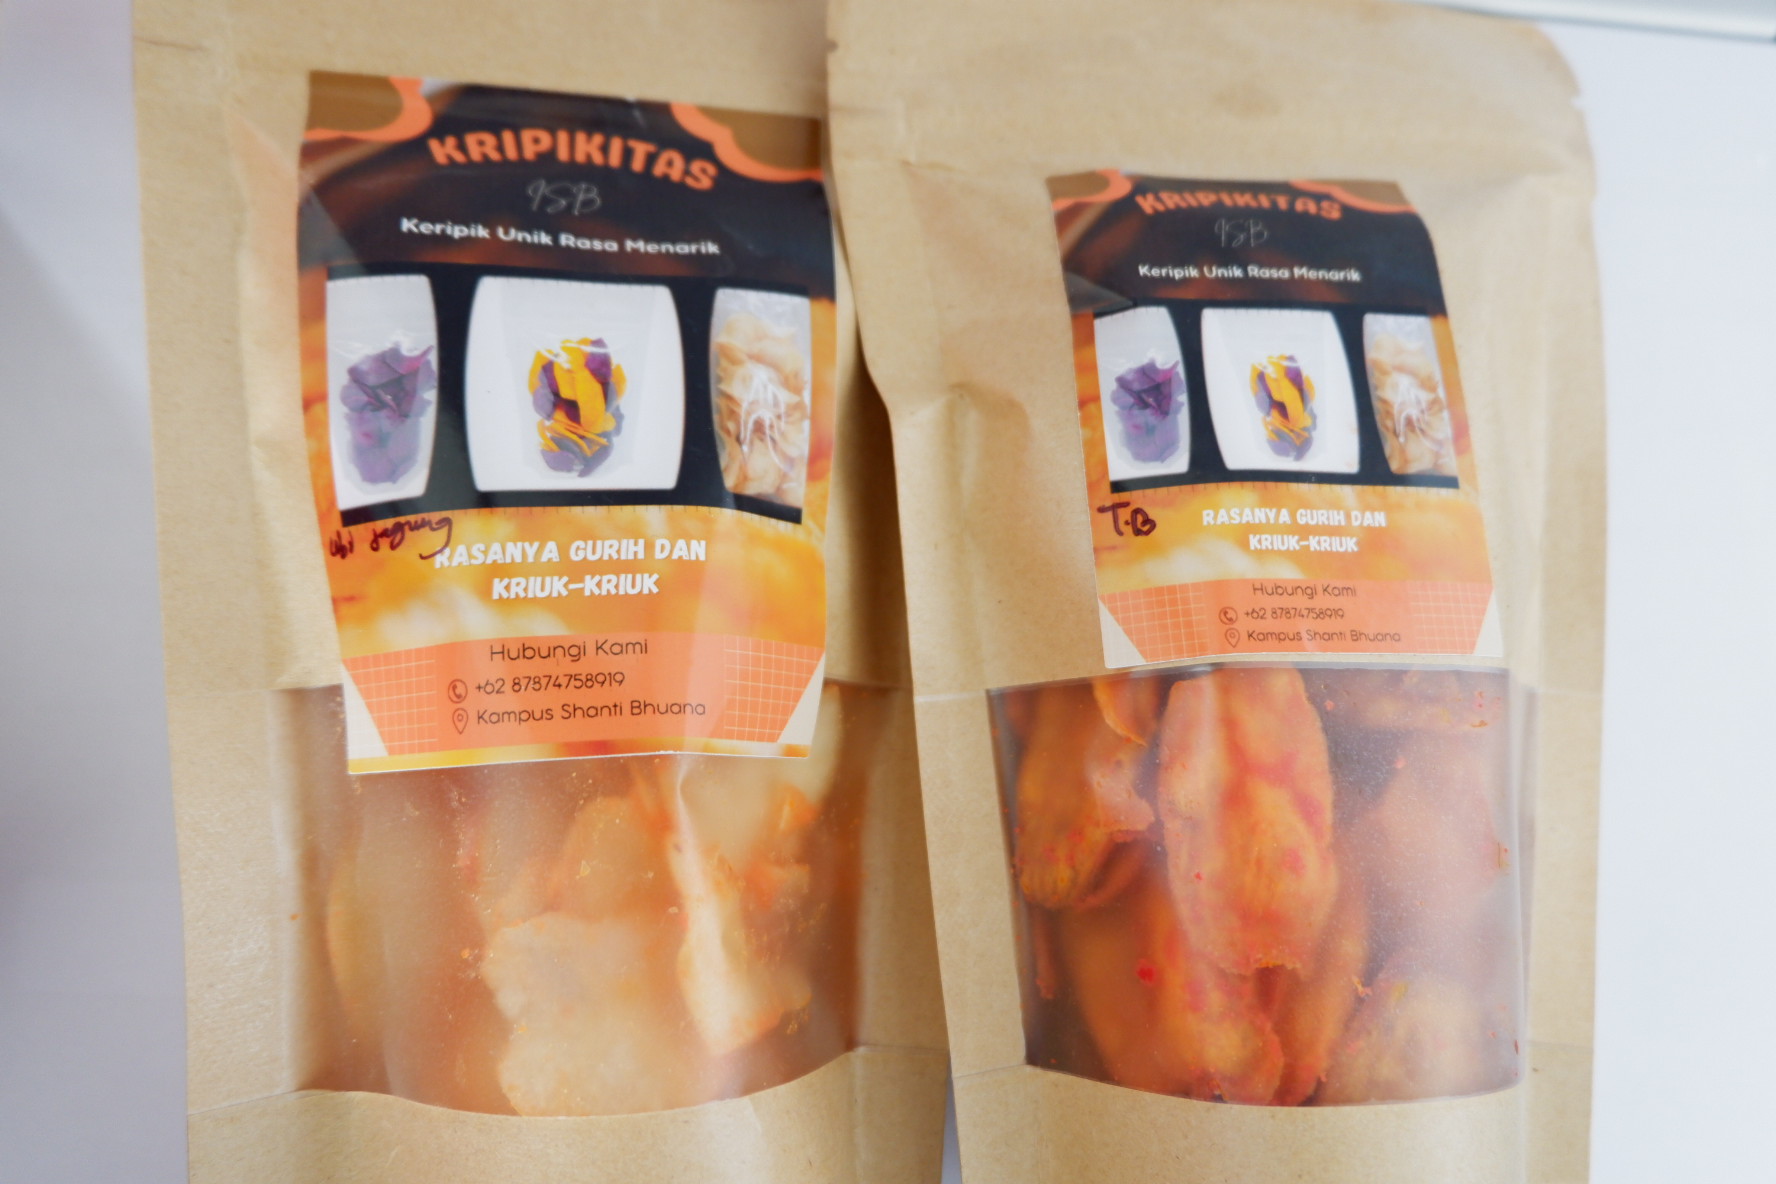 KRIPIKITAS
ISB
Keripik Unik Rasa Menarik
ubi jagung
RASANYA GURIH DAN
KRIUK-KRIUK
Hubungi Kami
+62 87874758919
Kampus Shanti Bhuana
KRIPIKITAS
ISB
Keripik Unik Rasa Menarik
T.B
RASANYA GURIH DAN
KRIUK-KRIUK
Hubungi Kami
+62 87874758919
Kampus Shanti Bhuana